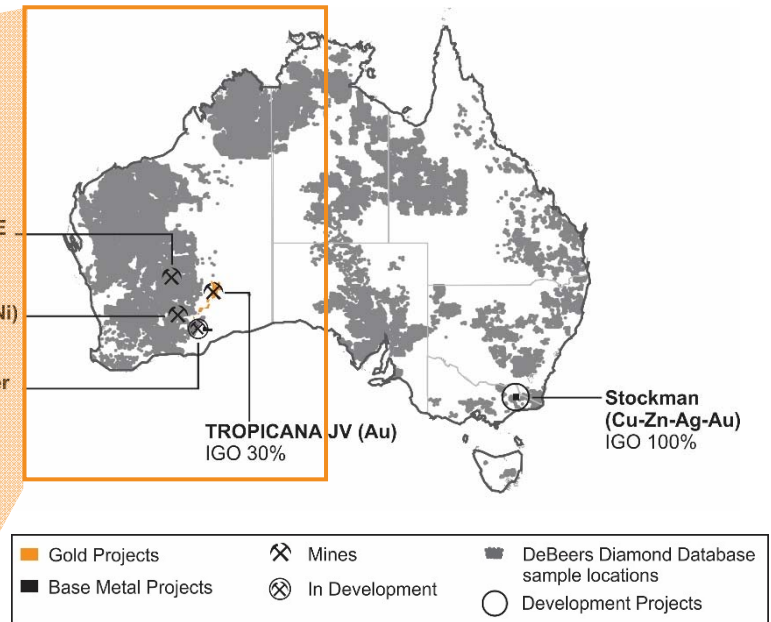 E
Ni)
er
TROPICANA JV (Au)
IGO 30%
Stockman
(Cu-Zn-Ag-Au)
IGO 100%
Gold Projects
Base Metal Projects
Mines
In Development
DeBeers Diamond Database
sample locations
Development Projects